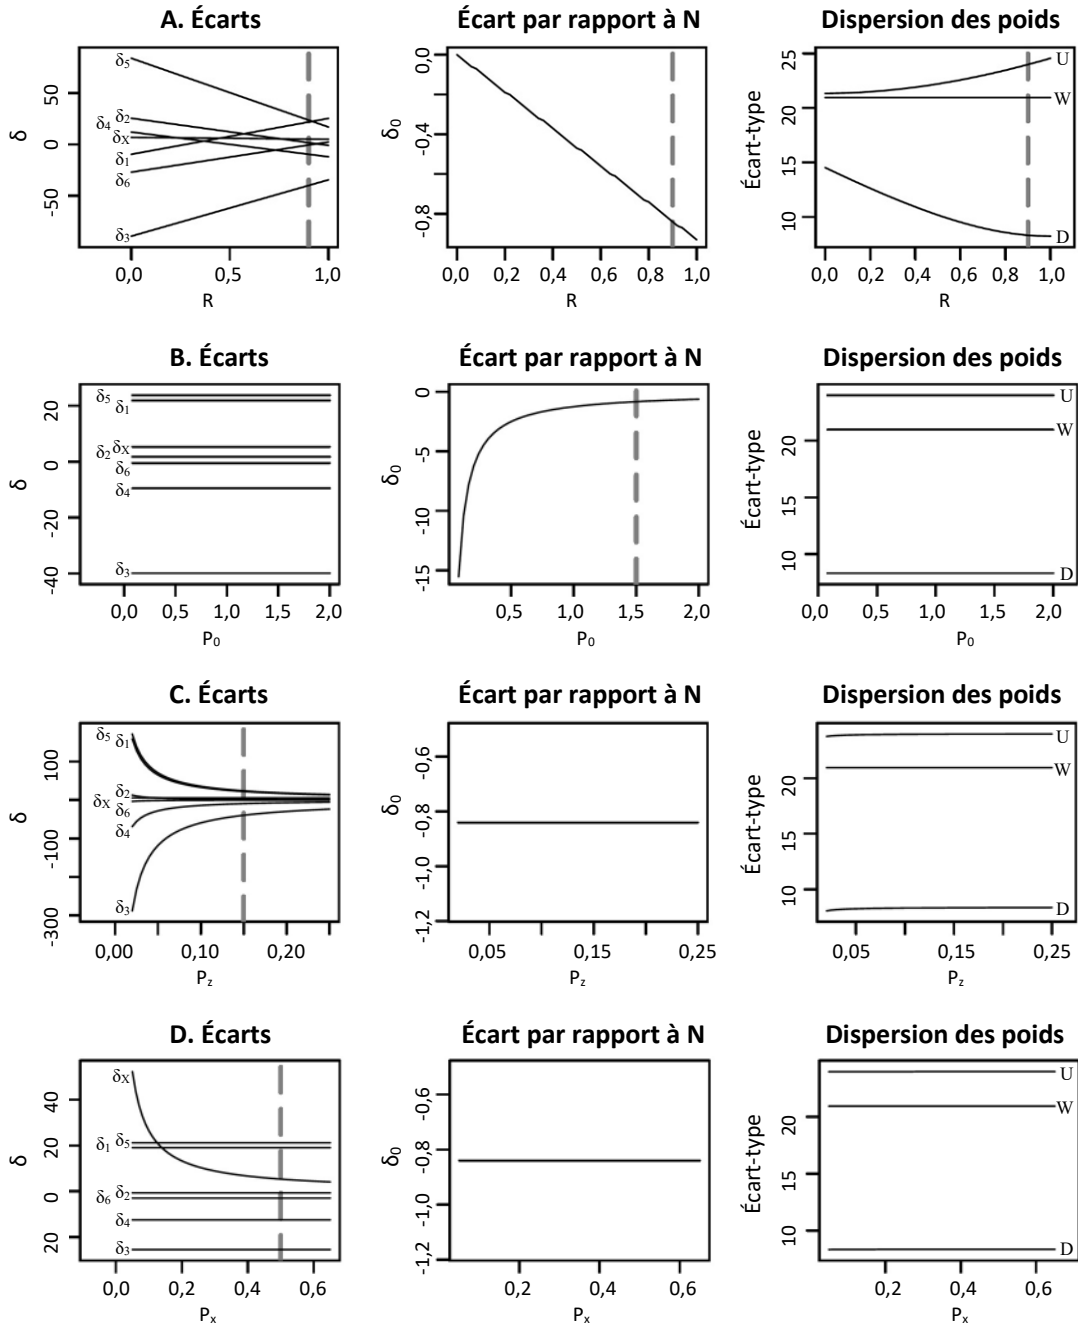 A. Écarts
Écart par rapport à N
Dispersion des poids
δ
50
0
-50
δ5
δ2
δ4
δX
δ1
δ6
δ3
0,0 0,5 1,0
R
δ0
0,0
-0,4
-0,8
0,0 0,2 0,4 0,6 0,8 1,0
R
Écart-type
25
20
15
10
U
W
D
0,0 0,2 0,4 0,6 0,8 1,0
R
B. Écarts
Écart par rapport à N
Dispersion des poids
δ
20
0
-20
-40
δ5
δ1
δ2 δX
δ6
δ4
δ3
0,0 0,5 1,0 1,5 2,0
P0
δ0
0
-5
-10
-15
0,5 1,0 1,5 2,0
P0
Écart-type
20
15
10
U
W
D
0,0 0,5 1,0 1,5 2,0
P0
C. Écarts
Écart par rapport à N
Dispersion des poids
δ
100
-100
-300
δ5 δ1
δ2
δX
δ6
δ4
δ3
0,00 0,10 0,20
Pz
δ0
-0,6
-0,8
-1,0
-1,2
0,05 0,15 0,25
Pz
Écart-type
20
15
10
U
W
D
0,05 0,15 0,25
Pz
D. Écarts
Écart par rapport à N
Dispersion des poids
δ
40
20
0
20
δX
δ1 δ5
δ2
δ6
δ4
δ3
0,0 0,2 0,4 0,6
Px
δ0
-0,6
-0,8
-1,0
-1,2
0,2 0,4 0,6
Px
Écart-type
20
15
10
U
W
D
0,2 0,4 0,6
Px